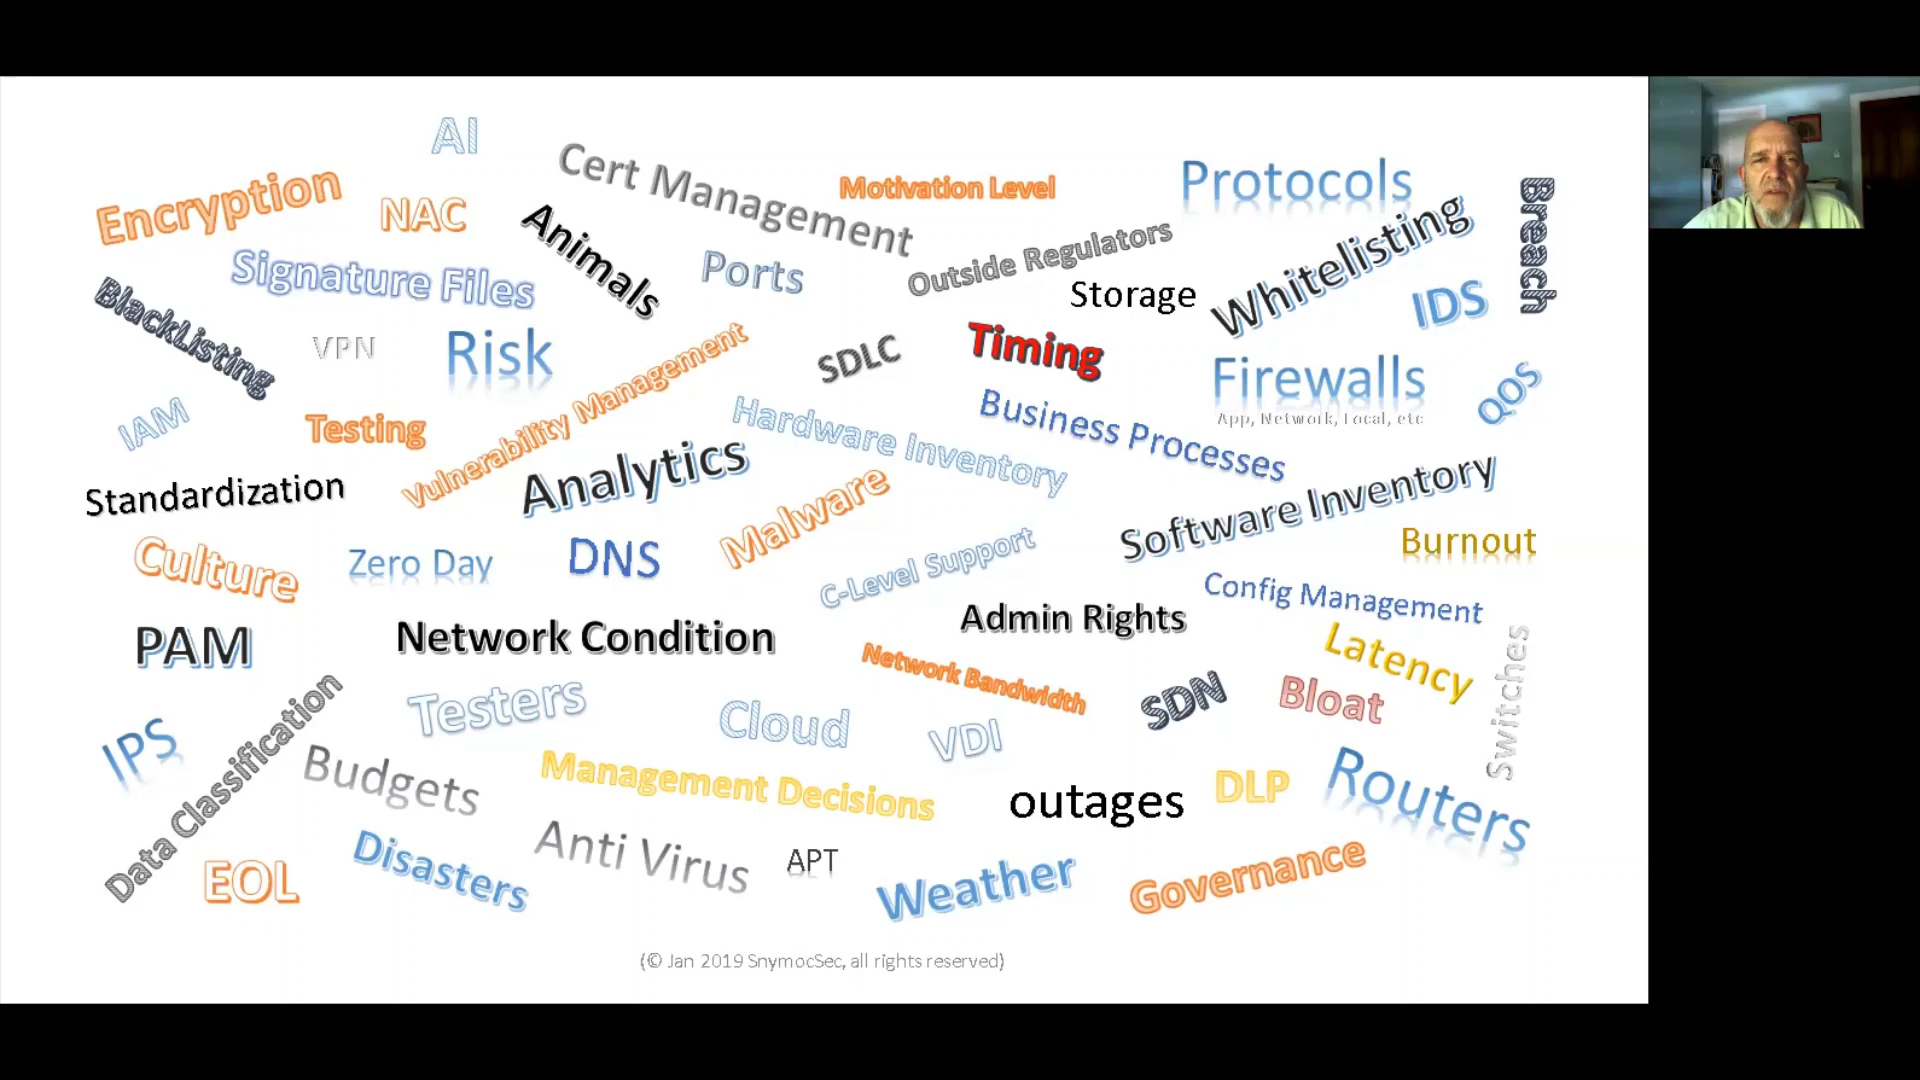 AI
Cert Management
Motivation Level
Protocols
Breach
Encryption
NAC
Animals
Ports
Outside Regulators
Whitelisting
Signature Files
Storage
IDS
BlackListing
VPN
Risk
Vulnerability Management
SDLC
Timing
Firewalls
App, Network, Local, etc
QOS
IAM
Testing
Hardware Inventory
Business Processes
Standardization
Analytics
Malware
Software Inventory
Burnout
Culture
Zero Day
DNS
C-Level Support
Config Management
PAM
Network Condition
Admin Rights
Latency
Switches
Network Bandwidth
Testers
Cloud
VDI
SDN
Bloat
IPS
Data Classification
Budgets
Management Decisions
outages
DLP
Routers
EOL
Disasters
Anti Virus
APT
Weather
Governance
(© Jan 2019 SnymocSec, all rights reserved)